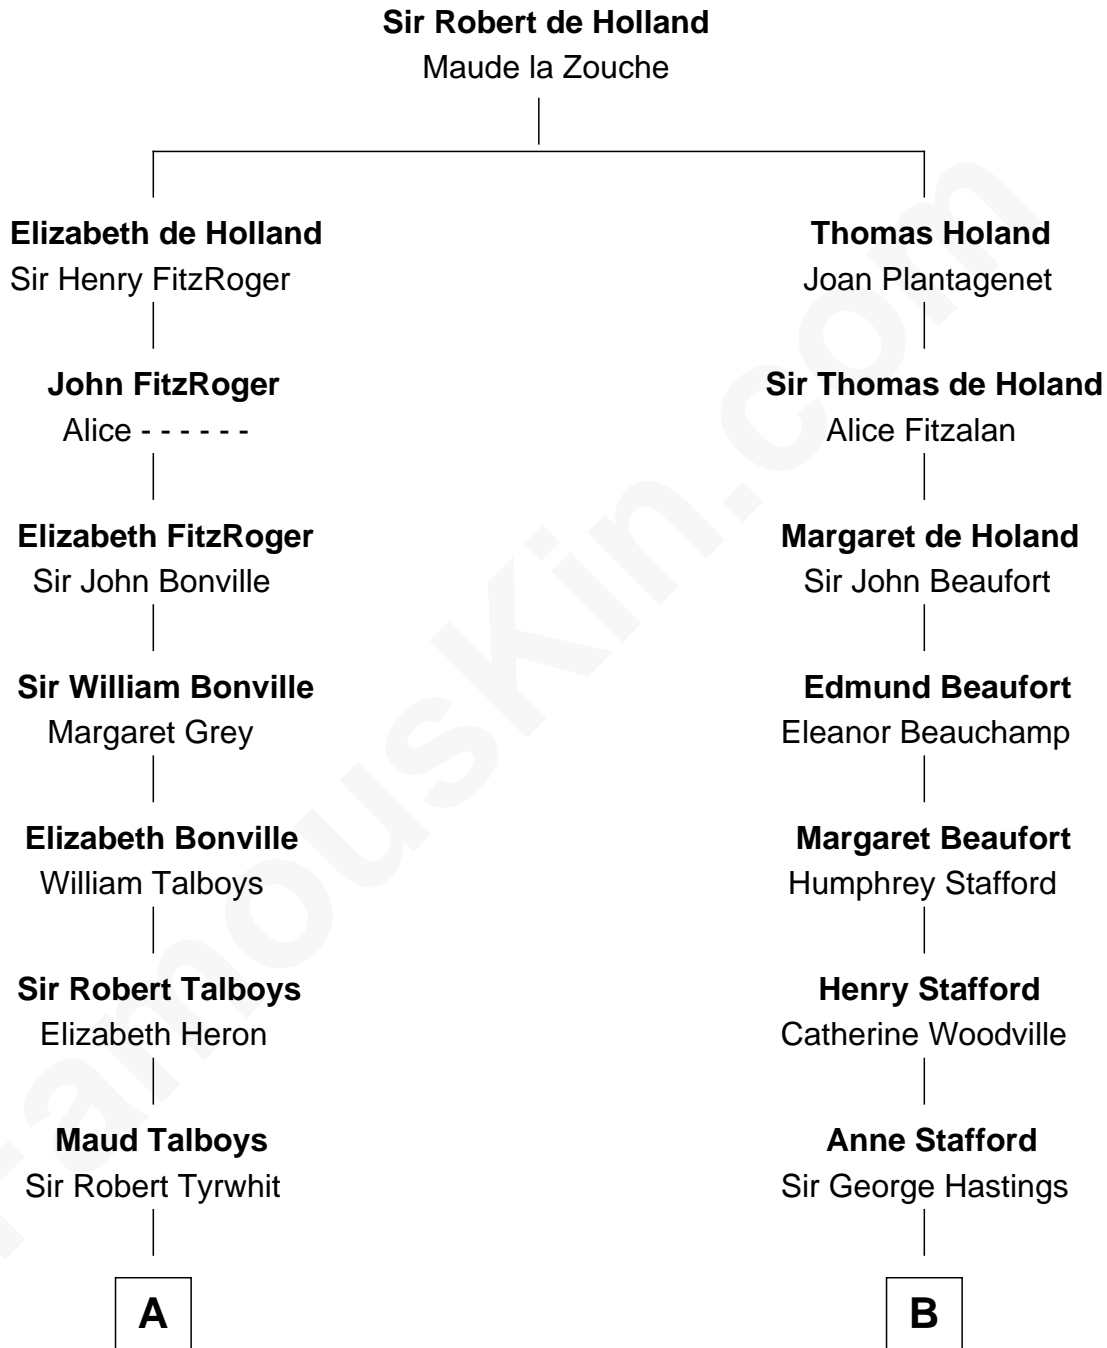 Sir Robert de Holland
Maude la Zouche
Elizabeth de Holland
Sir Henry FitzRoger
Thomas Holand
Joan Plantagenet
John FitzRoger
Alice - - - - - -
Sir Thomas de Holand
Alice Fitzalan
Elizabeth FitzRoger
Sir John Bonville
Margaret de Holand
Sir John Beaufort
Sir William Bonville
Margaret Grey
Edmund Beaufort
Eleanor Beauchamp
Elizabeth Bonville
William Talboys
Margaret Beaufort
Humphrey Stafford
Sir Robert Talboys
Elizabeth Heron
Henry Stafford
Catherine Woodville
Maud Talboys
Sir Robert Tyrwhit
Anne Stafford
Sir George Hastings
A
B
FamousKin.com